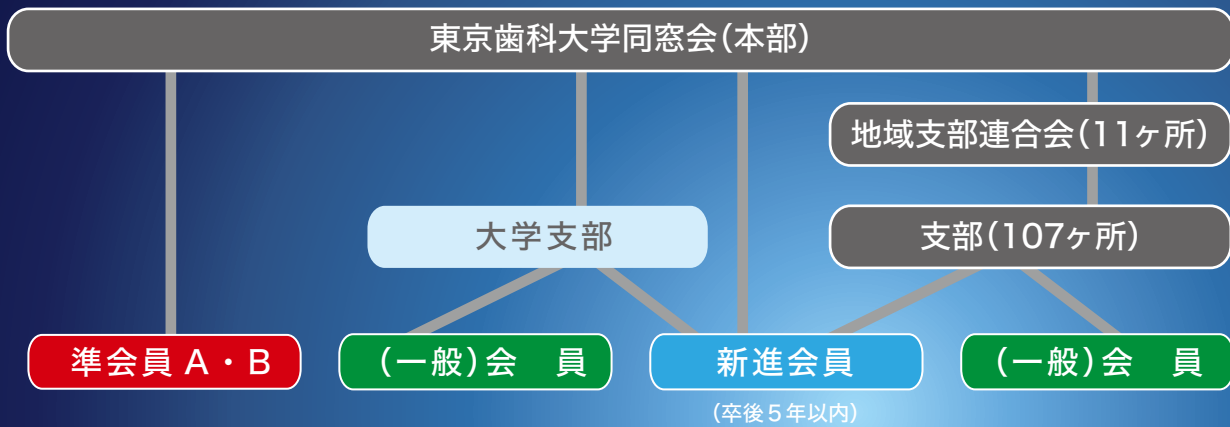 東京歯科大学同窓会(本部)
地域支部連合会(11ヶ所)
大学支部
支部(107ヶ所)
準会員 A・B
(一般)会　員
新進会員
(一般)会　員
(卒後5年以内)